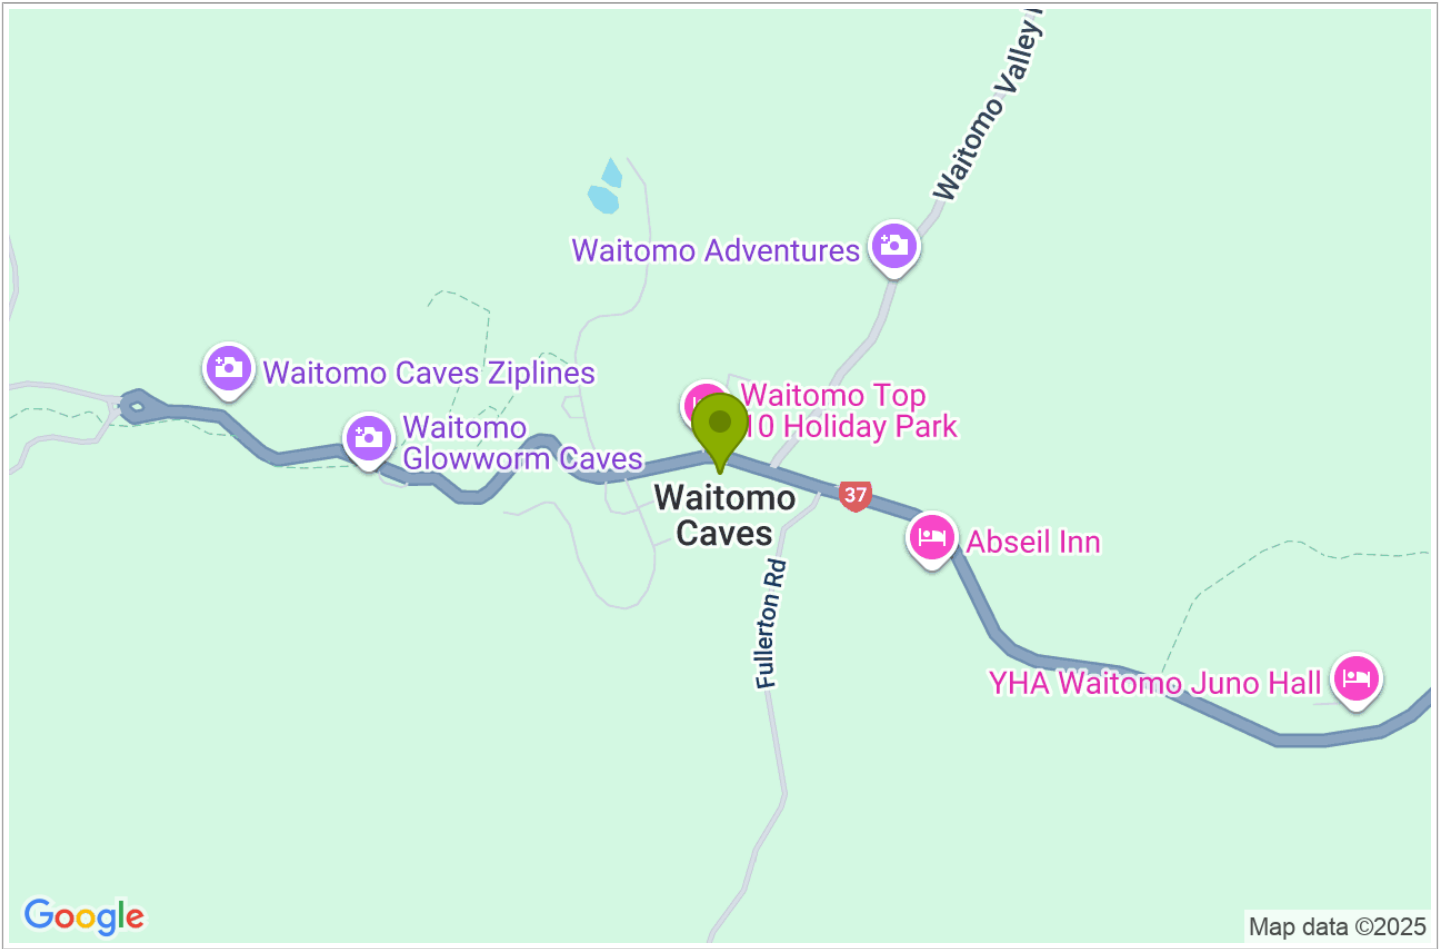 Waitomo Valley
Waitomo Adventures
Waitomo Caves Ziplines
Waitomo Top
10 Holiday Park
Waitomo
Glowworm Caves
Waitomo
Caves
37
Abseil Inn
Fullerton Rd
YHA Waitomo Juno Hall
Google
Map data ©2025